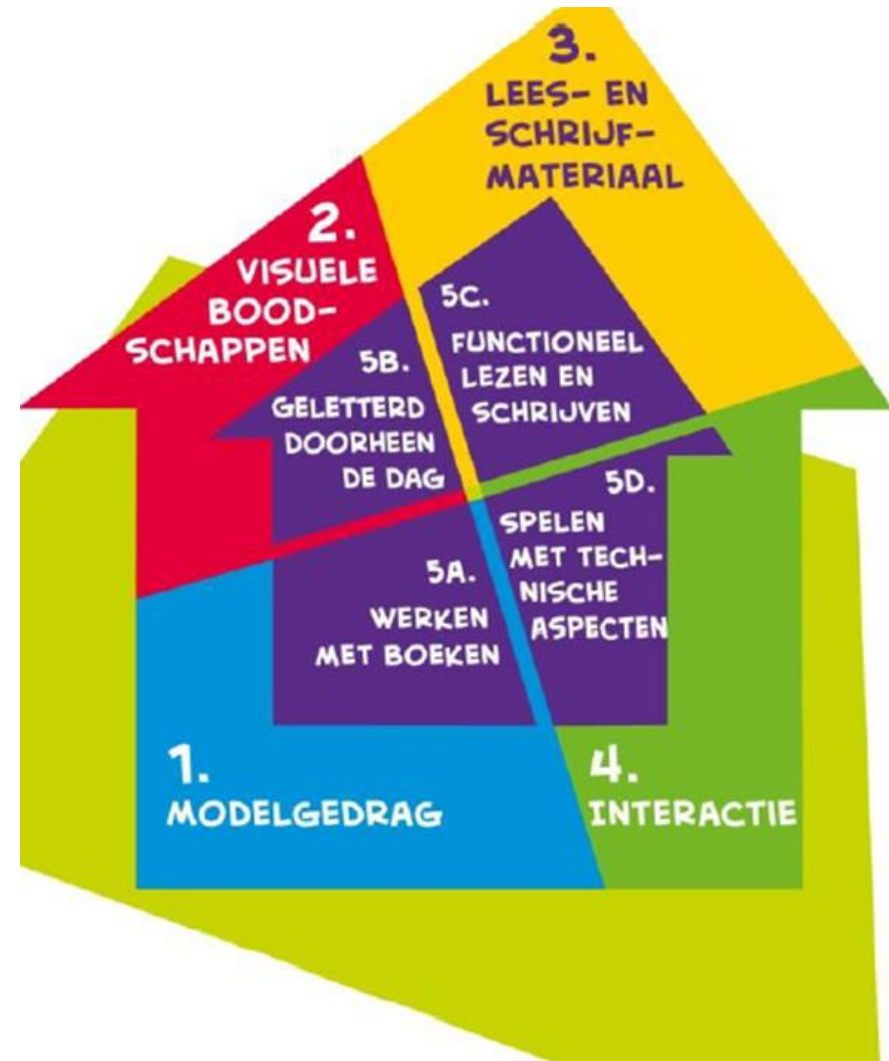 3.
LEES- EN
SCHRIJF-
MATERIAAL
2.
VISUELE
BOOD-
SCHAPPEN
5B.
GELETTERD
DOORHEEN
DE DAG
5C.
FUNCTIONEEL
LEZEN EN
SCHRIJVEN
5A.
WERKEN
MET BOEKEN
5D.
SPELEN
MET TECH-
NISCHE
ASPECTEN
1.
MODELGEDRAG
4.
INTERACTIE